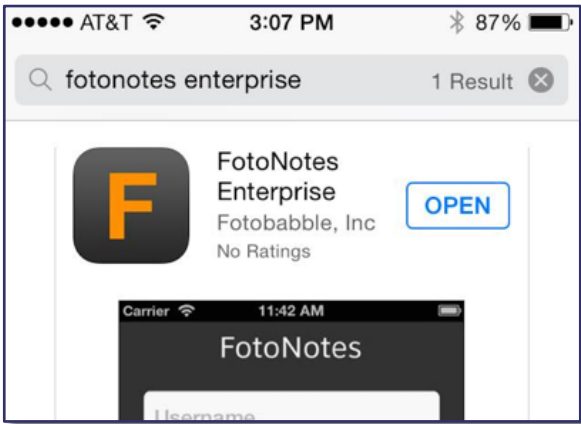 AT&T 3:07 PM 87%
fotonotes enterprise 1 Result
FotoNotes
Enterprise
Fotobabble, Inc
No Ratings
OPEN
F
Carrier 11:42 AM
FotoNotes
Username